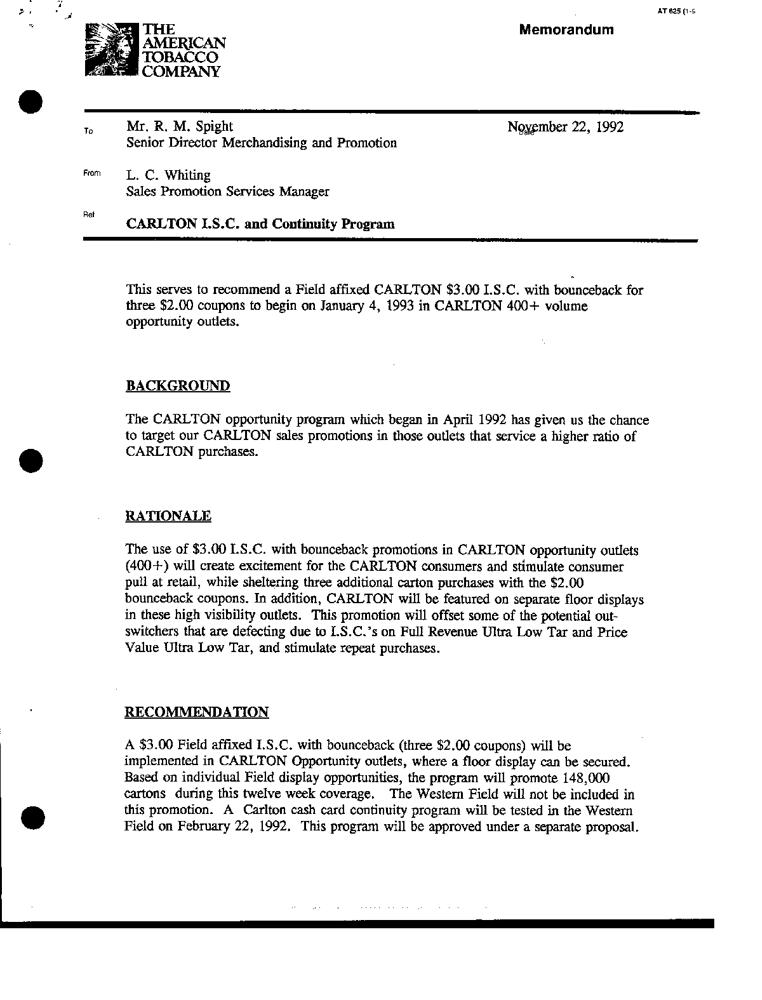 AT 625 (1-
THE
AMERICAN
TOBACCO
COMPANY
Memorandum
To Mr. R. M. Spight November 22, 1992
Senior Director Merchandising and Promotion
From L. C. Whiting
Sales Promotion Services Manager
Ref CARLTON I.S.C. and Continuity Program
This serves to recommend a Field affixed CARLTON $3.00 I.S.C. with bounceback for
three $2.00 coupons to begin on January 4, 1993 in CARLTON 400+ volume
opportunity outlets.
BACKGROUND
The CARLTON opportunity program which began in April 1992 has given us the chance
to target our CARLTON sales promotions in those outlets that service a higher ratio of
CARLTON purchases.
RATIONALE
The use of $3.00 I.S.C. with bounceback promotions in CARLTON opportunity outlets
(400+) will create excitement for the CARLTON consumers and stimulate consumer
pull at retail, while sheltering three additional carton purchases with the $2.00
bounceback coupons. In addition, CARLTON will be featured on separate floor displays
in these high visibility outlets. This promotion will offset some of the potential out-
switchers that are defecting due to I.S.C.'s on Full Revenue Ultra Low Tar and Price
Value Ultra Low Tar, and stimulate repeat purchases.
RECOMMENDATION
A $3.00 Field affixed I.S.C. with bounceback (three $2.00 coupons) will be
implemented in CARLTON Opportunity outlets, where a floor display can be secured.
Based on individual Field display opportunities, the program will promote 148,000
cartons during this twelve week coverage. The Western Field will not be included in
this promotion. A Carlton cash card continuity program will be tested in the Western
Field on February 22, 1992. This program will be approved under a separate proposal.